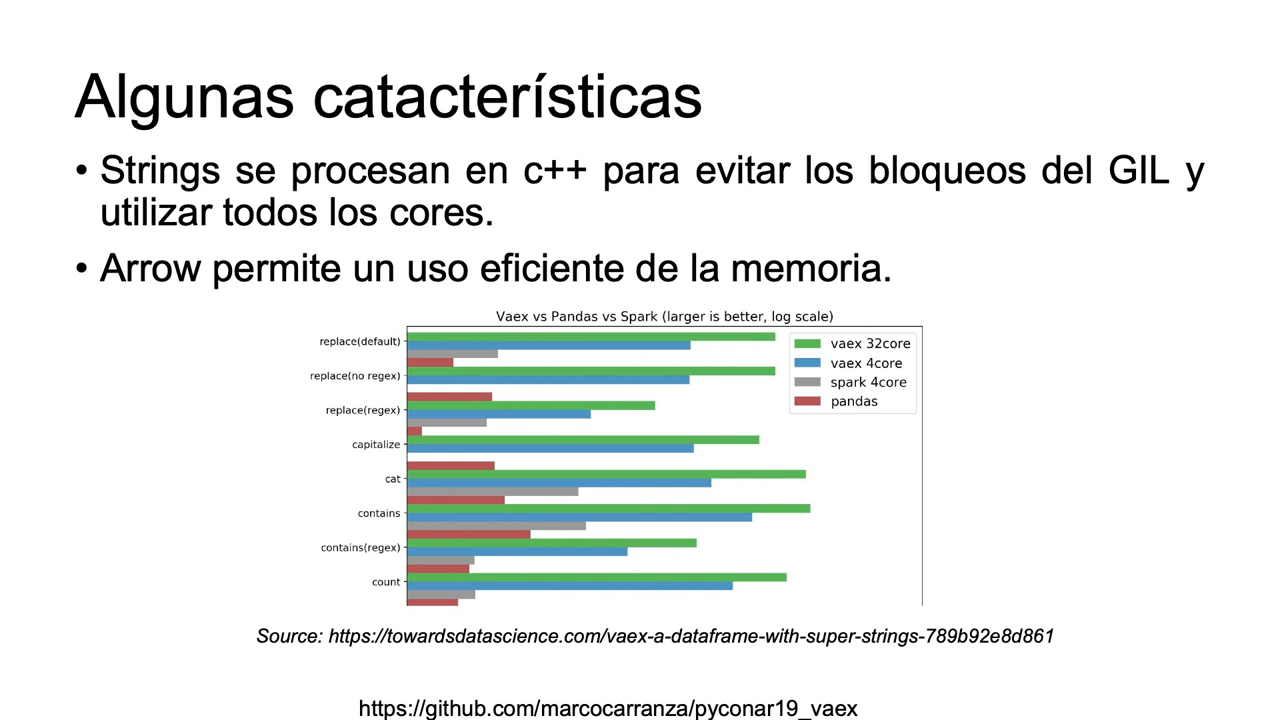 Algunas catacterísticas
• Strings se procesan en c++ para evitar los bloqueos del GIL y
utilizar todos los cores.
• Arrow permite un uso eficiente de la memoria.
Vaex vs Pandas vs Spark (larger is better, log scale)
replace(default)
replace(no regex)
replace(regex)
capitalize
cat
contains
contains(regex)
count
vaex 32core
vaex 4core
spark 4core
pandas
Source: https://towardsdatascience.com/vaex-a-dataframe-with-super-strings-789b92e8d861
https://github.com/marcocarranza/pyconar19_vaex